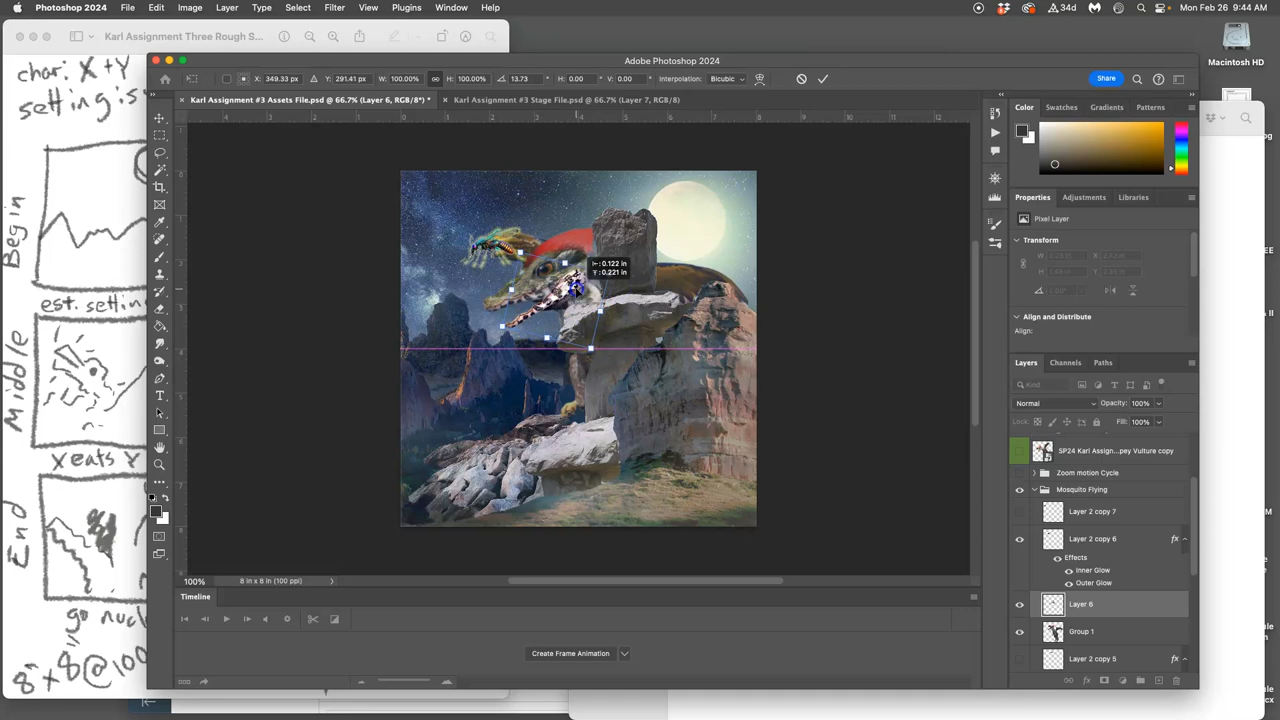 Photoshop 2024 File Edit Image Layer Type Select Filter View Plugins Window Help 34d Mon Feb 26 9:44 AM
Karl Assignment Three Rough S...
Adobe Photoshop 2024
X: 349.33 px Y: 291.41 px W: 100.00% H: 100.00% 13.73 ° H: 0.00 ° V: 0.00 ° Interpolation: Bicubic Share
× Karl Assignment #3 Assets File.psd @ 66.7% (Layer 6, RGB/8*) * × Karl Assignment #3 Stage File.psd @ 66.7% (Layer 7, RGB/8)
Macintosh HD
char: X + Y
Begin
est. setting
Middle
X eats Y
End
8" x 8" @ 100
0.122 in
Y: 0.221 in
100% 8 in x 8 in (100 ppi)
Timeline
Create Frame Animation
Color Swatches Gradients Patterns
Properties Adjustments Libraries
Pixel Layer
Transform
Align and Distribute
Align:
Layers Channels Paths
Kind
Normal Opacity: 100%
Lock: Fill: 100%
SP24 Karl Assign...pey Vulture copy
Zoom motion Cycle
Mosquito Flying
Layer 2 copy 7
Layer 2 copy 6 fx
Effects
Inner Glow
Outer Glow
Layer 6
Group 1
Layer 2 copy 5 fx